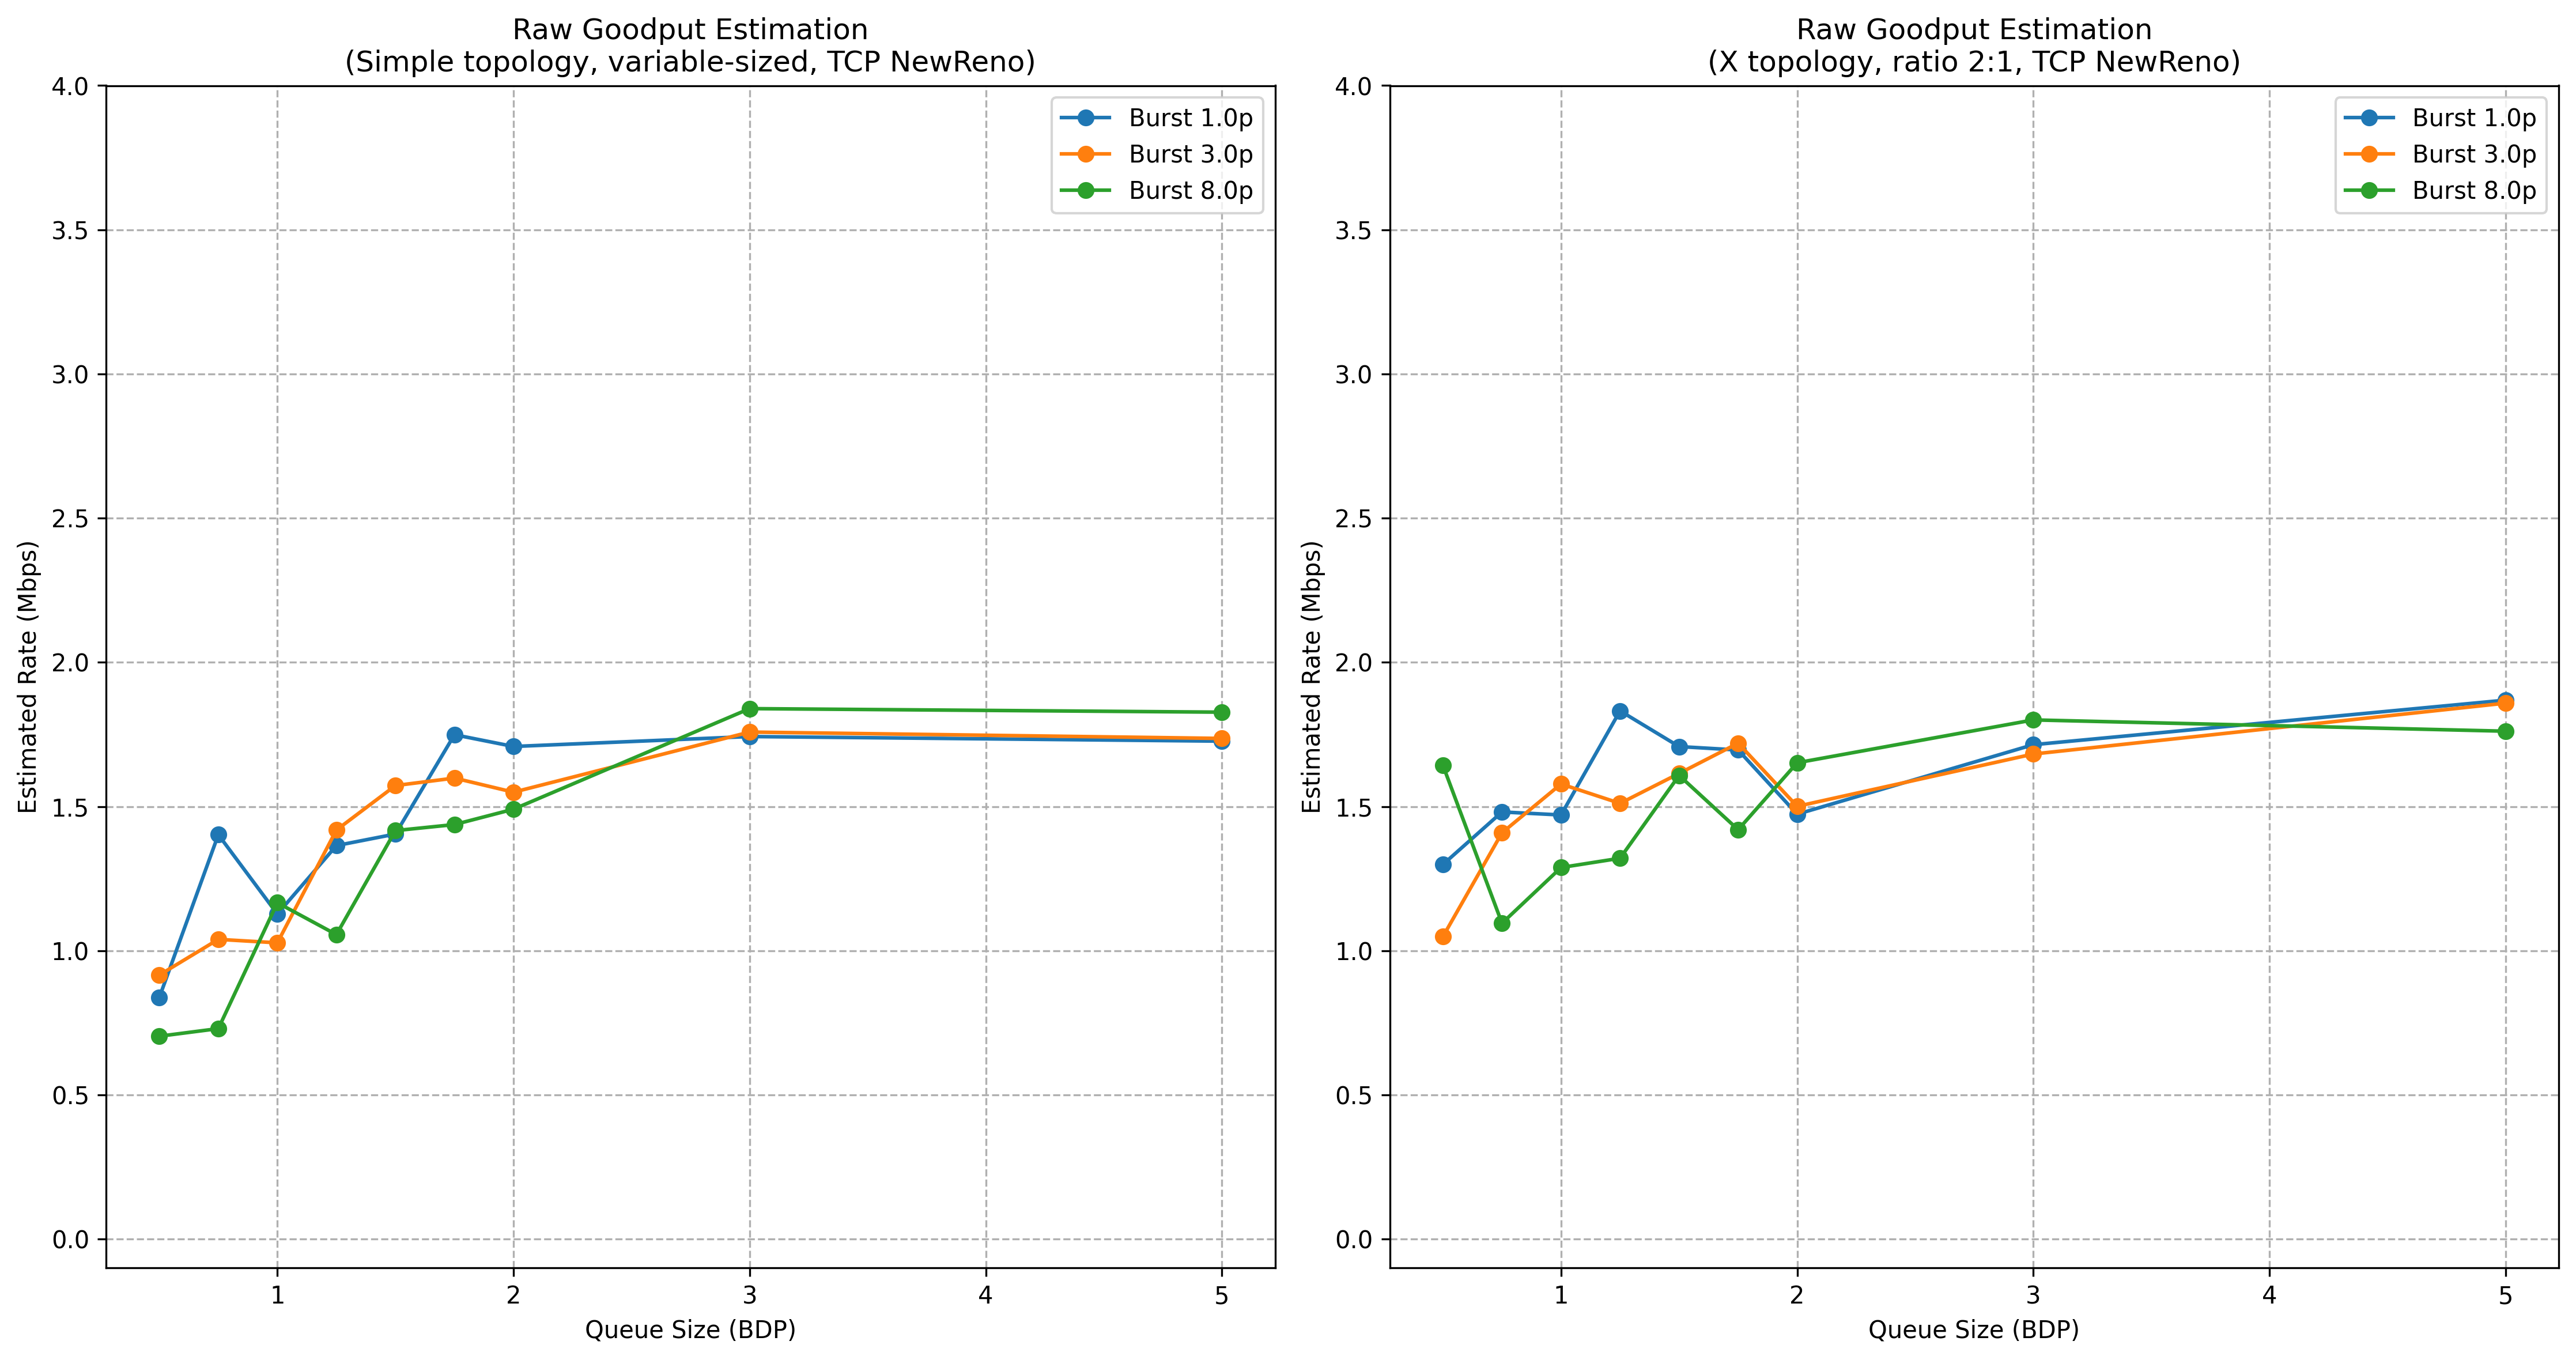 Raw Goodput Estimation
(Simple topology, variable-sized, TCP NewReno)
Estimated Rate (Mbps)
4.0
3.5
3.0
2.5
2.0
1.5
1.0
0.5
0.0
Burst 1.0p
Burst 3.0p
Burst 8.0p
1 2 3 4 5
Queue Size (BDP)
Raw Goodput Estimation
(X topology, ratio 2:1, TCP NewReno)
Estimated Rate (Mbps)
4.0
3.5
3.0
2.5
2.0
1.5
1.0
0.5
0.0
Burst 1.0p
Burst 3.0p
Burst 8.0p
1 2 3 4 5
Queue Size (BDP)